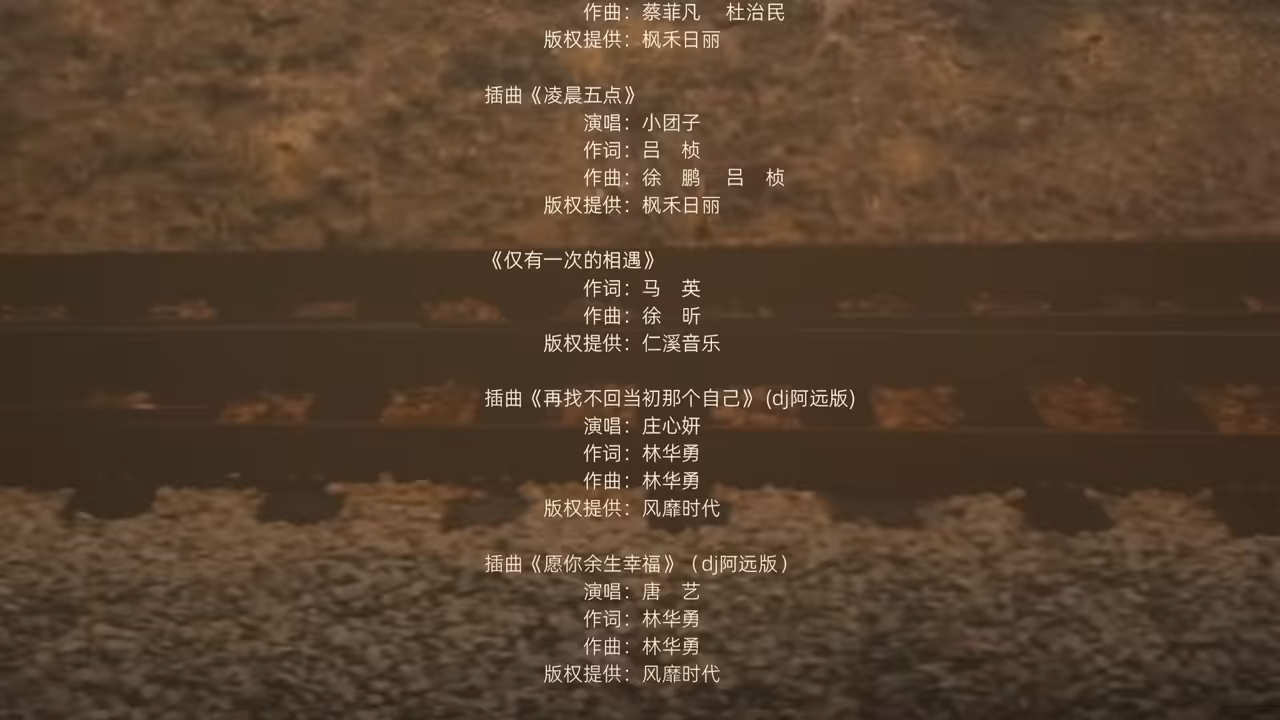 作曲：蔡菲凡 杜治民
版权提供：枫禾日丽
插曲《凌晨五点》
演唱：小团子
作词：吕 桢
作曲：徐 鹏 吕 桢
版权提供：枫禾日丽
《仅有一次的相遇》
作词：马 英
作曲：徐 昕
版权提供：仁溪音乐
插曲《再找不回当初那个自己》(dj阿远版)
演唱：庄心妍
作词：林华勇
作曲：林华勇
版权提供：风靡时代
插曲《愿你余生幸福》（dj阿远版）
演唱：唐 艺
作词：林华勇
作曲：林华勇
版权提供：风靡时代